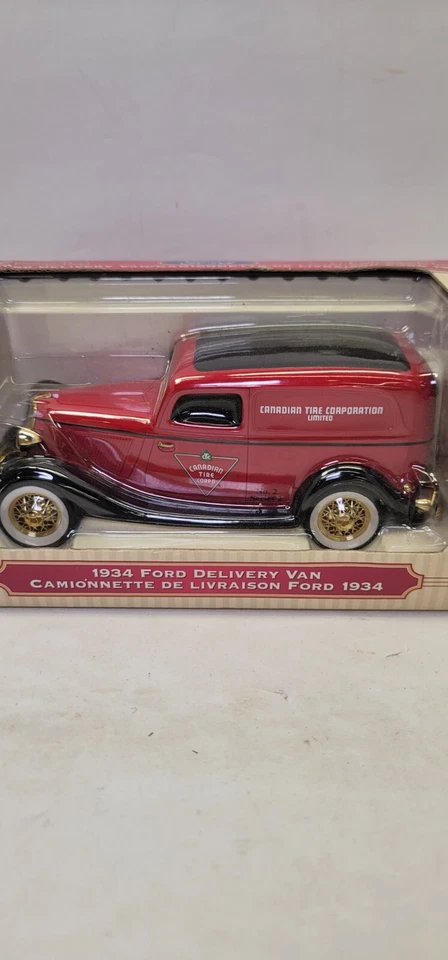 CANADIAN TIRE CORPORATION
LIMITED
CANADIAN
TIRE
CORP'N
1934 FORD DELIVERY VAN
CAMIONNETTE DE LIVRAISON FORD 1934